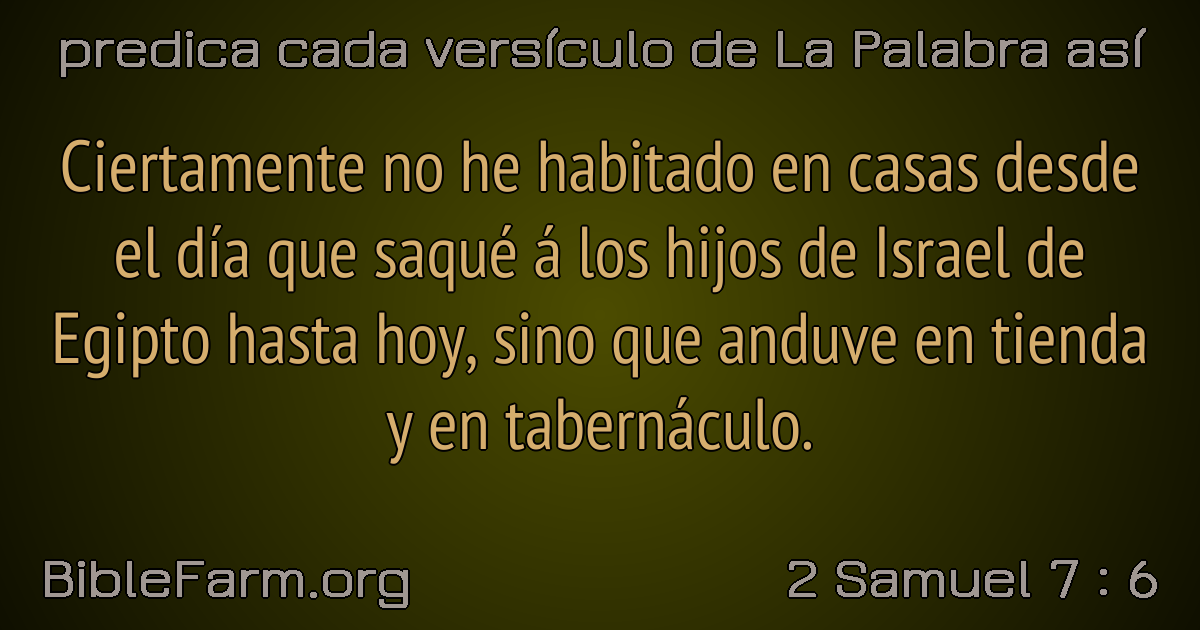 predica cada versículo de La Palabra así
Ciertamente no he habitado en casas desde
el día que saqué á los hijos de Israel de
Egipto hasta hoy, sino que anduve en tienda
y en tabernáculo.
BibleFarm.org
2 Samuel 7 : 6